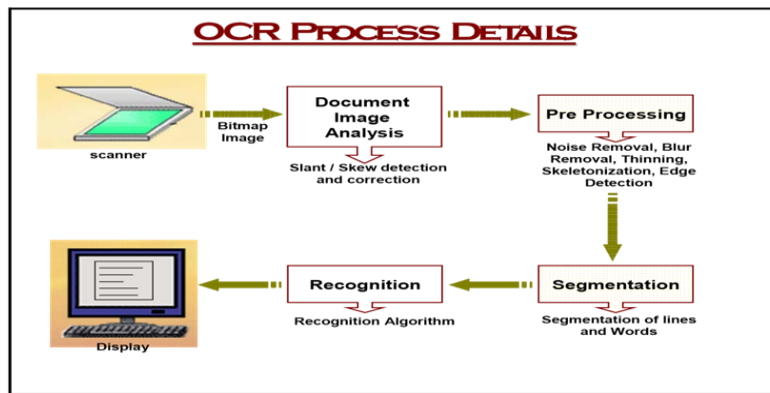 OCR PROCESS DETAILS
scanner
Bitmap
Image
Document
Image
Analysis
Slant / Skew detection
and correction
Pre Processing
Noise Removal, Blur
Removal, Thinning,
Skeletonization, Edge
Detection
Segmentation
Segmentation of lines
and Words
Recognition
Recognition Algorithm
Display